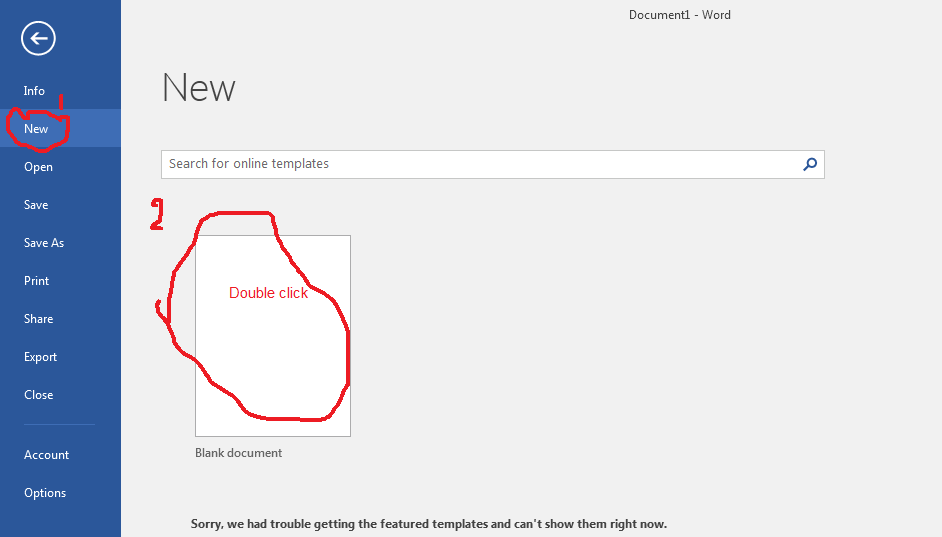 Document1 - Word
Info
1
New
Open
Save
Save As
Print
Share
Export
Close
Account
Options
New
Search for online templates
2
Double click
Blank document
Sorry, we had trouble getting the featured templates and can't show them right now.